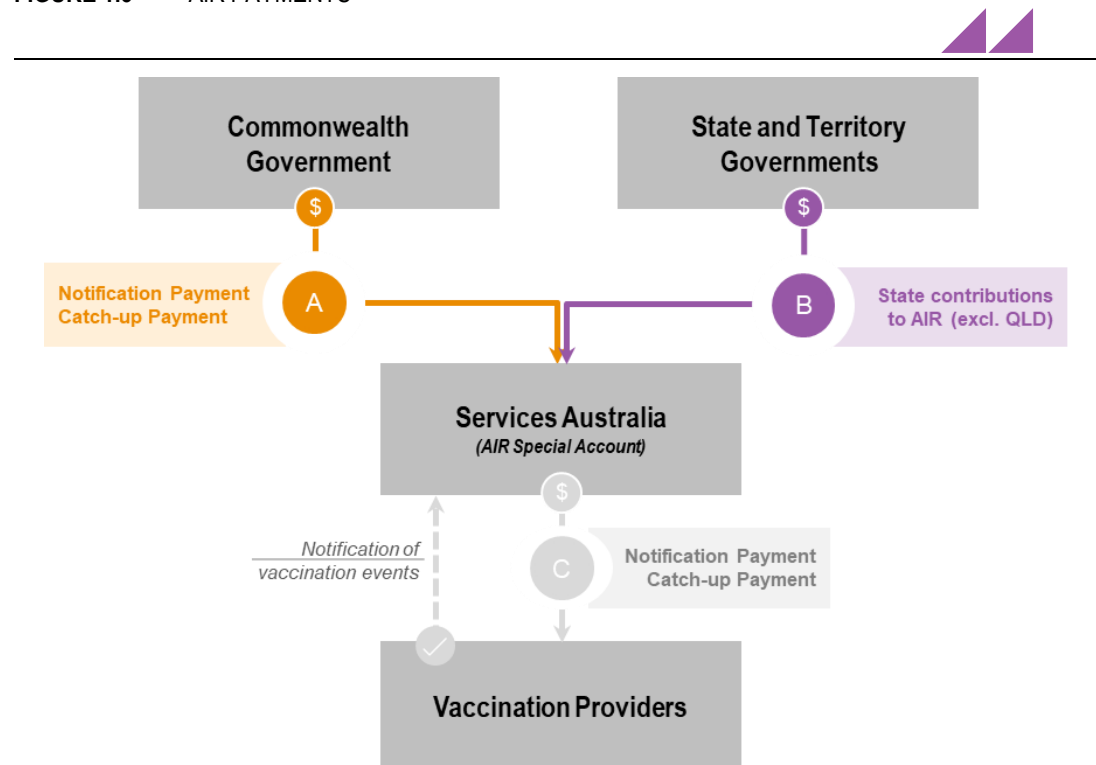 Commonwealth
Government
State and Territory
Governments
$
$
Notification Payment
Catch-up Payment
A
B
State contributions
to AIR (excl. QLD)
Services Australia
(AIR Special Account)
$
Notification of
vaccination events
C
Notification Payment
Catch-up Payment
Vaccination Providers